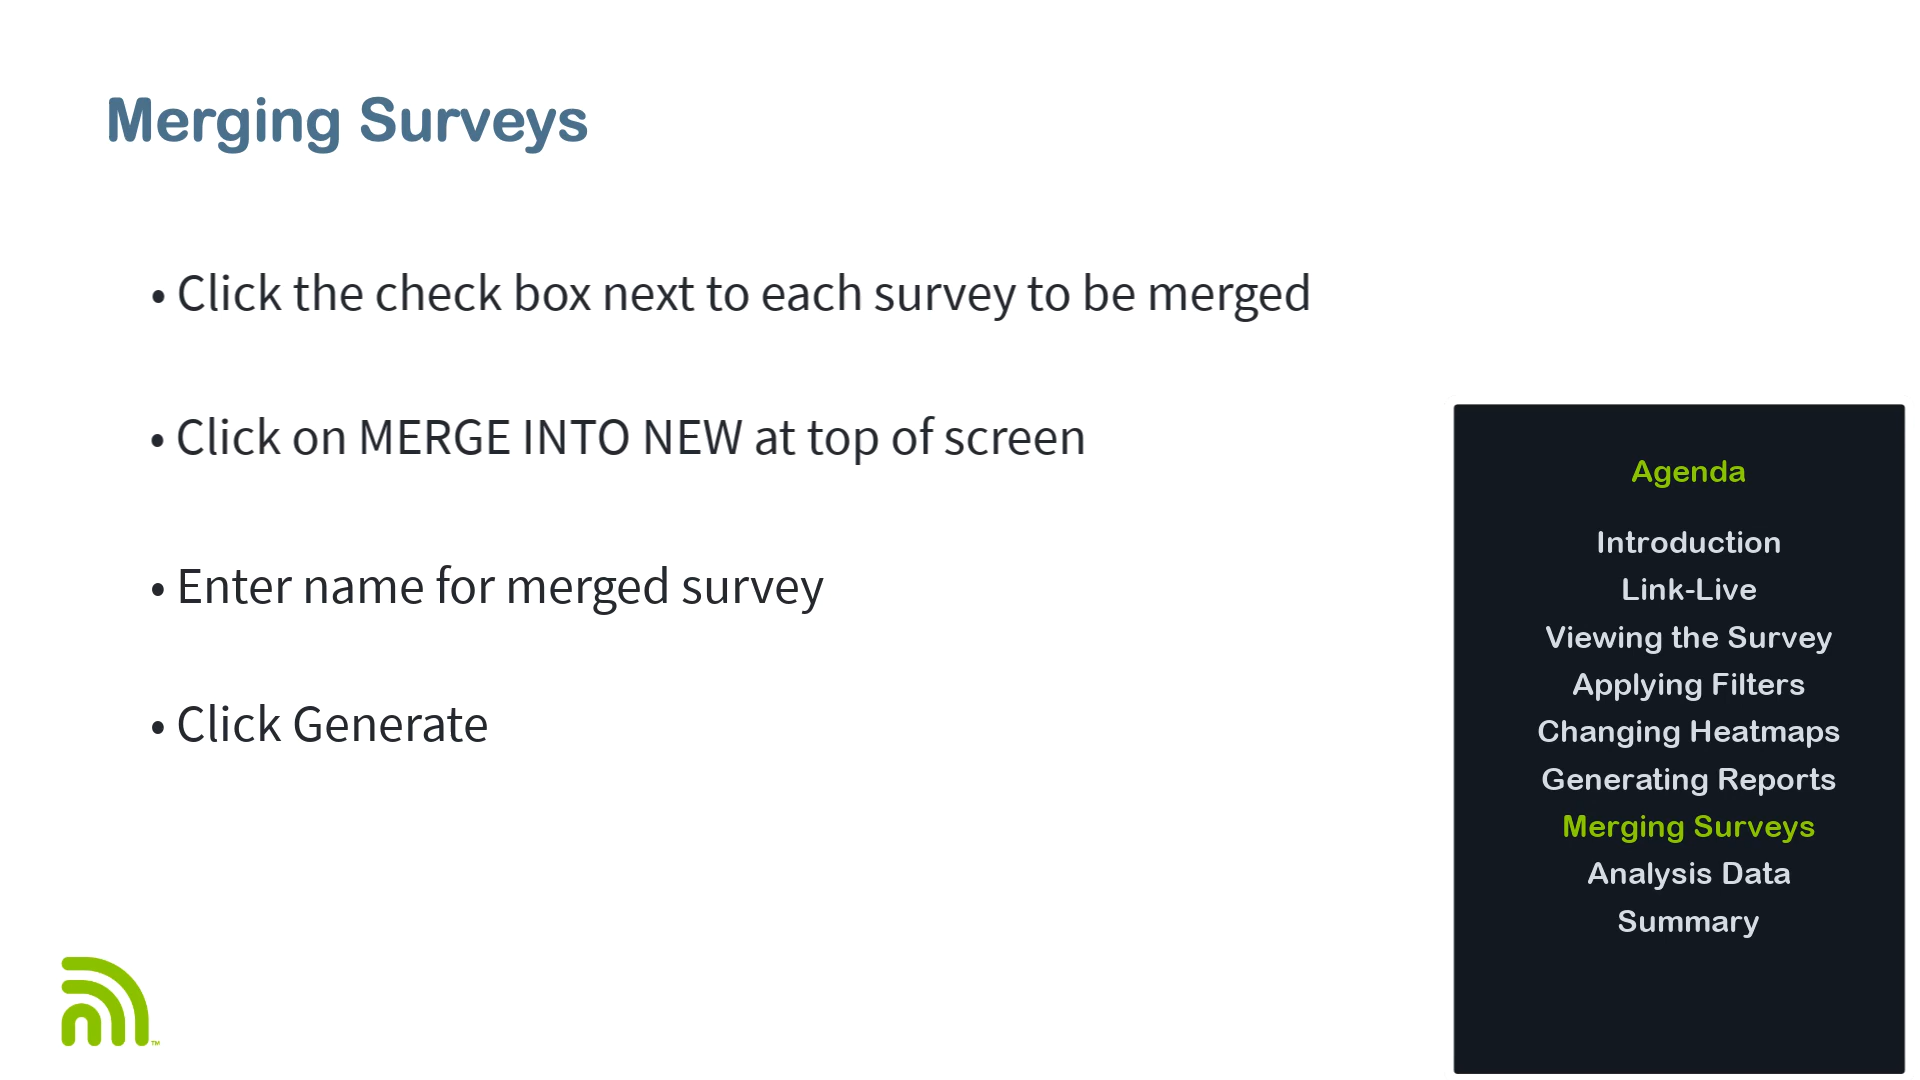 Merging Surveys
• Click the check box next to each survey to be merged
• Click on MERGE INTO NEW at top of screen
• Enter name for merged survey
• Click Generate
Agenda
Introduction
Link-Live
Viewing the Survey
Applying Filters
Changing Heatmaps
Generating Reports
Merging Surveys
Analysis Data
Summary
TM